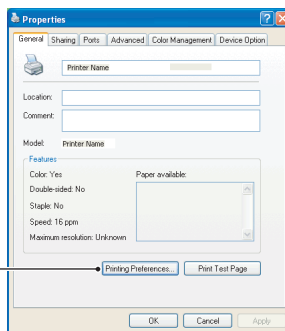 Properties
General Sharing Ports Advanced Color Management Device Option
Printer Name
Location:
Comment:
Model: Printer Name
Features
Color: Yes Paper available:
Double-sided: No
Staple: No
Speed: 16 ppm
Maximum resolution: Unknown
Printing Preferences... Print Test Page
OK Cancel Apply